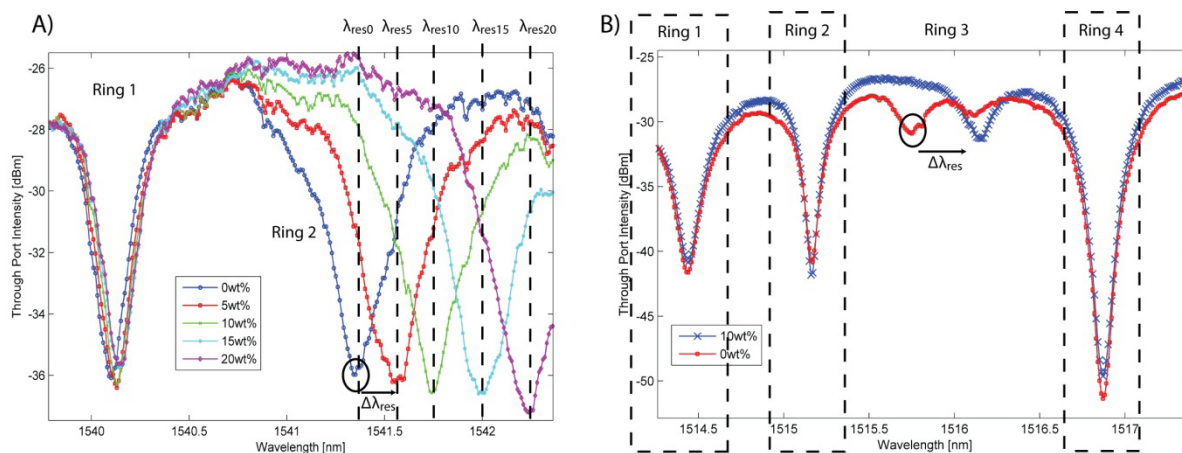 A)
λres0 λres5 λres10 λres15 λres20
Ring 1
Ring 2
Δλres
0wt%
5wt%
10wt%
15wt%
20wt%
-26
-28
-30
-32
-34
-36
Through Port Intensity [dBm]
1540 1540.5 1541 1541.5 1542
Wavelength [nm]
B)
Ring 1 Ring 2 Ring 3 Ring 4
Δλres
10wt%
0wt%
-25
-30
-35
-40
-45
-50
Through Port Intensity [dBm]
1514.5 1515 1515.5 1516 1516.5 1517
Wavelength [nm]